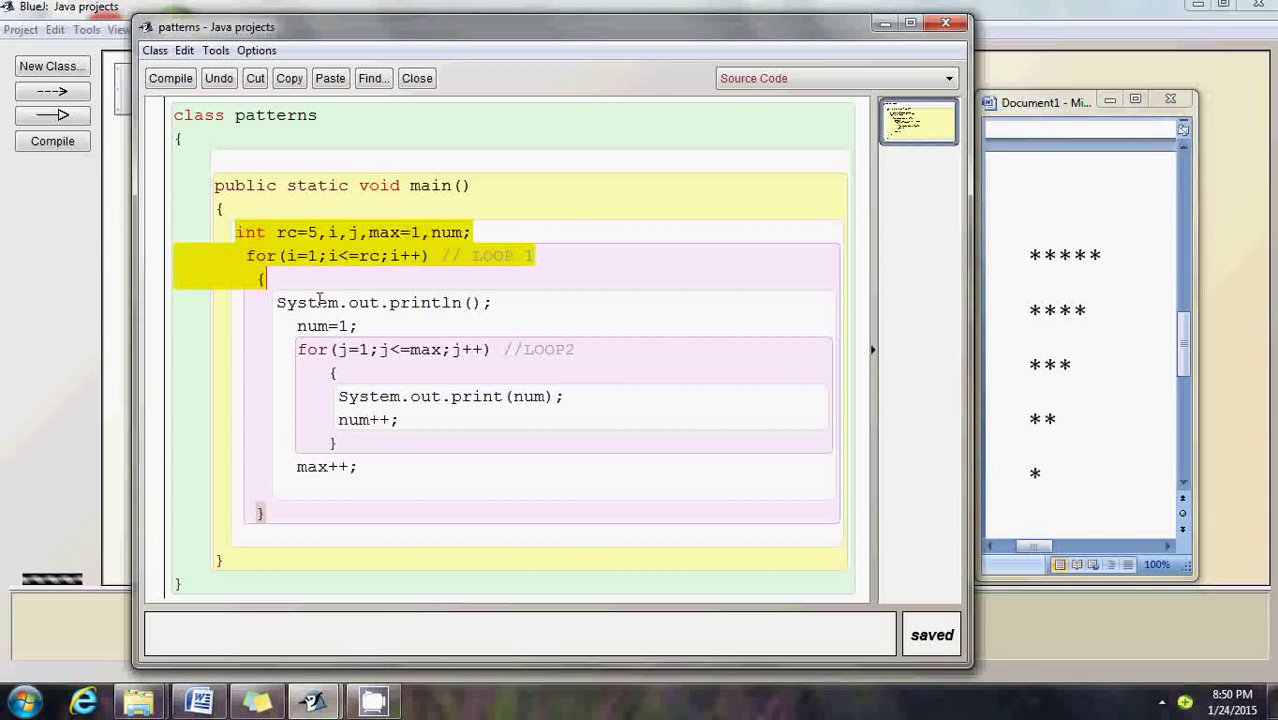 BlueJ: Java projects
Project Edit Tools View
New Class...
Compile
patterns - Java projects
Class Edit Tools Options
Compile Undo Cut Copy Paste Find... Close
Source Code
class patterns
{
public static void main()
{
int rc=5,i,j,max=1,num;
for(i=1;i<=rc;i++) // LOOP 1
{
System.out.println();
num=1;
for(j=1;j<=max;j++) //LOOP2
{
System.out.print(num);
num++;
}
max++;
}
}
}
saved
Document1 - Mi...
*****
****
***
**
*
100%
8:50 PM
1/24/2015